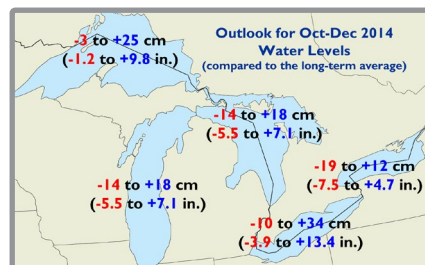 Outlook for Oct-Dec 2014
Water Levels
(compared to the long-term average)
-3 to +25 cm
(-1.2 to +9.8 in.)
-14 to +18 cm
(-5.5 to +7.1 in.)
-19 to +12 cm
(-7.5 to +4.7 in.)
-14 to +18 cm
(-5.5 to +7.1 in.)
-10 to +34 cm
(-3.9 to +13.4 in.)